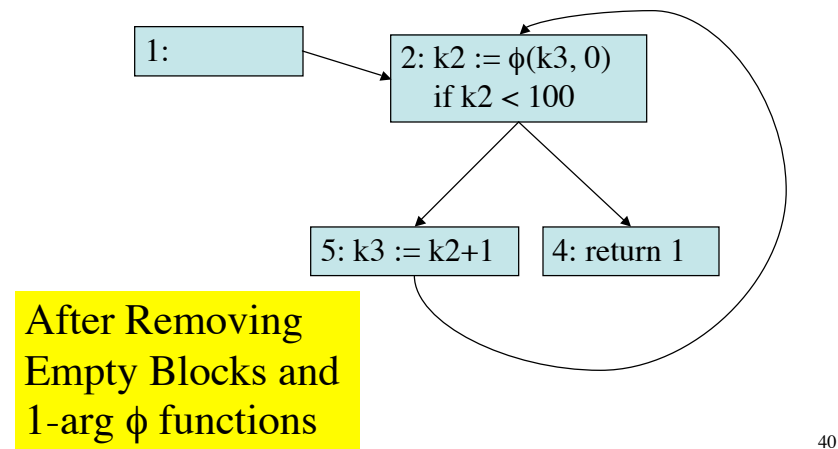 1:
2: k2 := ϕ(k3, 0)
if k2 < 100
5: k3 := k2+1
4: return 1
After Removing
Empty Blocks and
1-arg ϕ functions
40